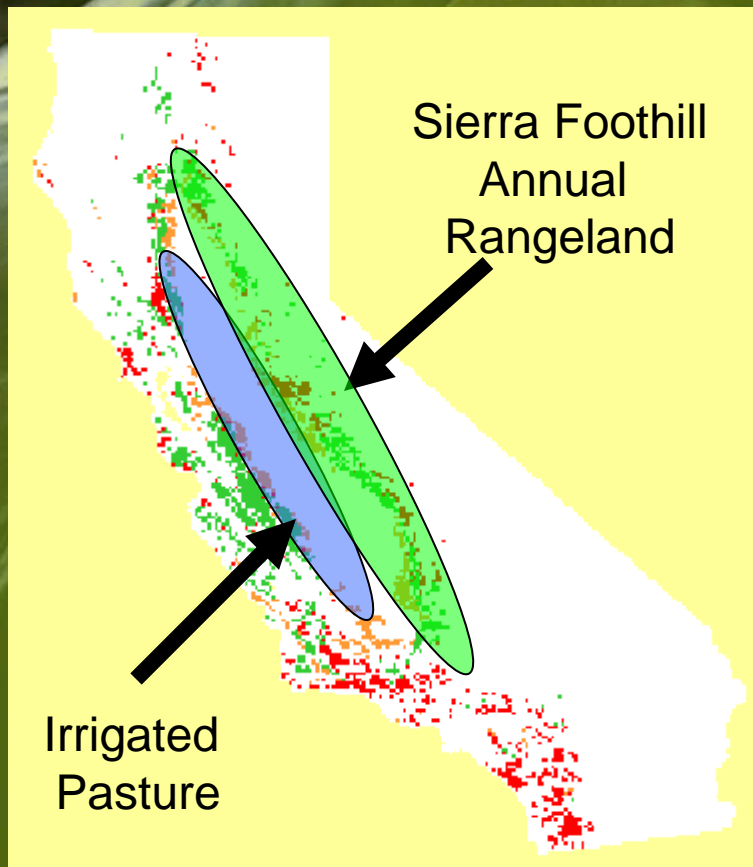 Sierra Foothill
Annual
Rangeland
Irrigated
Pasture